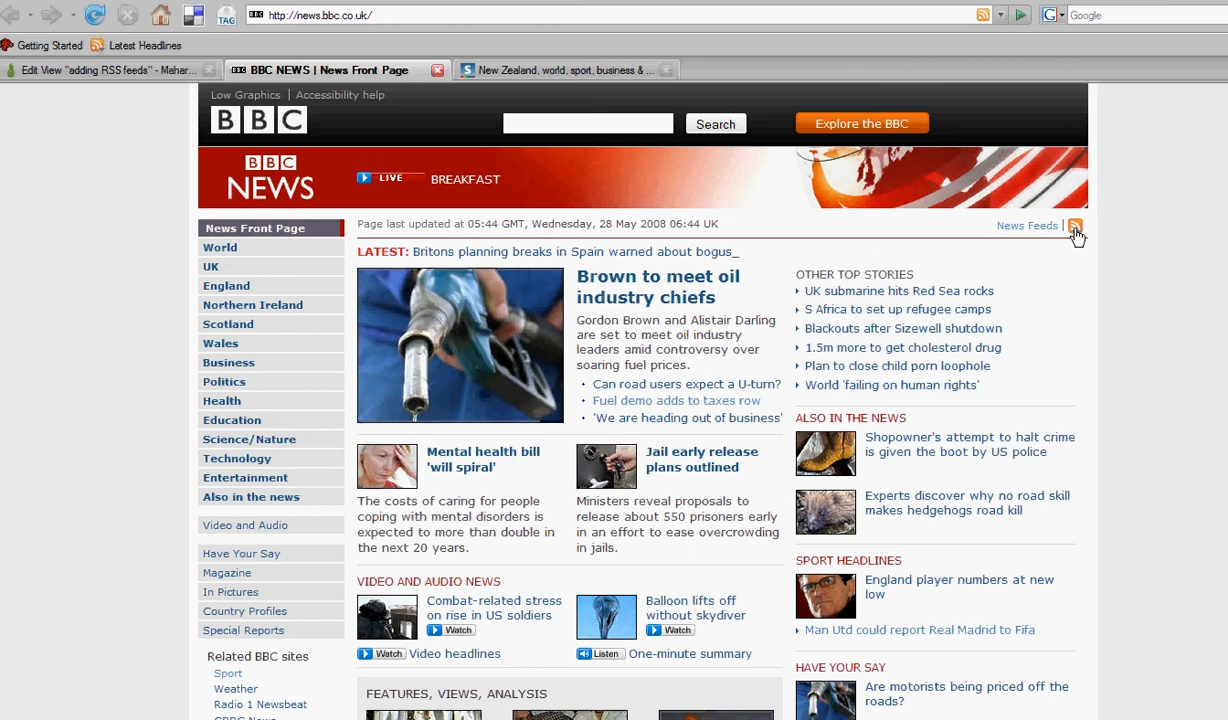 TAG
BBC http://news.bbc.co.uk/
G Google
Getting Started Latest Headlines
Edit View "adding RSS feeds" - Mahar...
BBC BBC NEWS | News Front Page
S New Zealand, world, sport, business & ...
Low Graphics | Accessibility help
BBC
Search
Explore the BBC
BBC
NEWS
LIVE BREAKFAST
News Front Page
World
UK
England
Northern Ireland
Scotland
Wales
Business
Politics
Health
Education
Science/Nature
Technology
Entertainment
Also in the news
Video and Audio
Have Your Say
Magazine
In Pictures
Country Profiles
Special Reports
Related BBC sites
Sport
Weather
Radio 1 Newsbeat
CBBC News
Page last updated at 05:44 GMT, Wednesday, 28 May 2008 06:44 UK
News Feeds |
LATEST: Britons planning breaks in Spain warned about bogus_
Brown to meet oil
industry chiefs
Gordon Brown and Alistair Darling
are set to meet oil industry
leaders amid controversy over
soaring fuel prices.
Can road users expect a U-turn?
Fuel demo adds to taxes row
'We are heading out of business'
Mental health bill
'will spiral'
The costs of caring for people
coping with mental disorders is
expected to more than double in
the next 20 years.
Jail early release
plans outlined
Ministers reveal proposals to
release about 550 prisoners early
in an effort to ease overcrowding
in jails.
VIDEO AND AUDIO NEWS
Combat-related stress
on rise in US soldiers
Watch
Balloon lifts off
without skydiver
Watch
Watch Video headlines
Listen One-minute summary
FEATURES, VIEWS, ANALYSIS
OTHER TOP STORIES
UK submarine hits Red Sea rocks
S Africa to set up refugee camps
Blackouts after Sizewell shutdown
1.5m more to get cholesterol drug
Plan to close child porn loophole
World 'failing on human rights'
ALSO IN THE NEWS
Shopowner's attempt to halt crime
is given the boot by US police
Experts discover why no road skill
makes hedgehogs road kill
SPORT HEADLINES
England player numbers at new
low
Man Utd could report Real Madrid to Fifa
HAVE YOUR SAY
Are motorists being priced off the
roads?